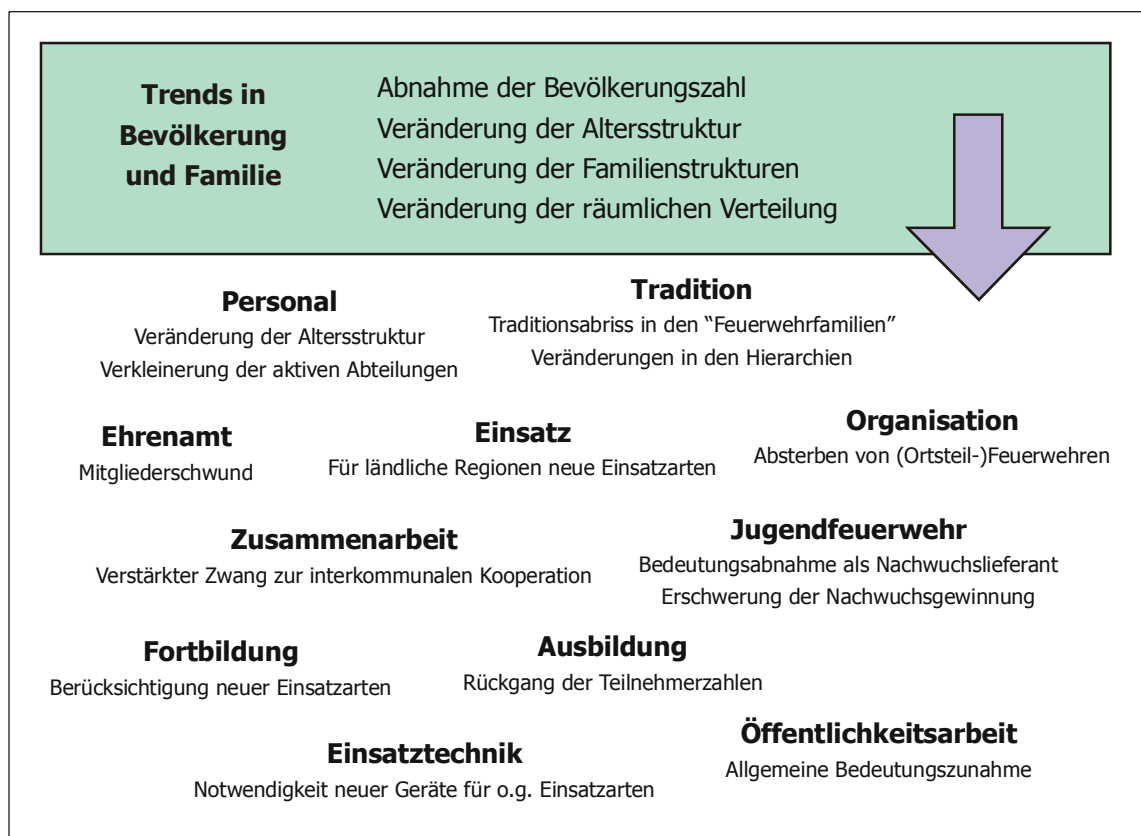 Trends in
Bevölkerung
und Familie
Abnahme der Bevölkerungszahl
Veränderung der Altersstruktur
Veränderung der Familienstrukturen
Veränderung der räumlichen Verteilung
Personal
Veränderung der Altersstruktur
Verkleinerung der aktiven Abteilungen
Tradition
Traditionsabriss in den “Feuerwehrfamilien”
Veränderungen in den Hierarchien
Ehrenamt
Mitgliederschwund
Einsatz
Für ländliche Regionen neue Einsatzarten
Organisation
Absterben von (Ortsteil-)Feuerwehren
Zusammenarbeit
Verstärkter Zwang zur interkommunalen Kooperation
Jugendfeuerwehr
Bedeutungsabnahme als Nachwuchslieferant
Erschwerung der Nachwuchsgewinnung
Fortbildung
Berücksichtigung neuer Einsatzarten
Ausbildung
Rückgang der Teilnehmerzahlen
Einsatztechnik
Notwendigkeit neuer Geräte für o.g. Einsatzarten
Öffentlichkeitsarbeit
Allgemeine Bedeutungszunahme